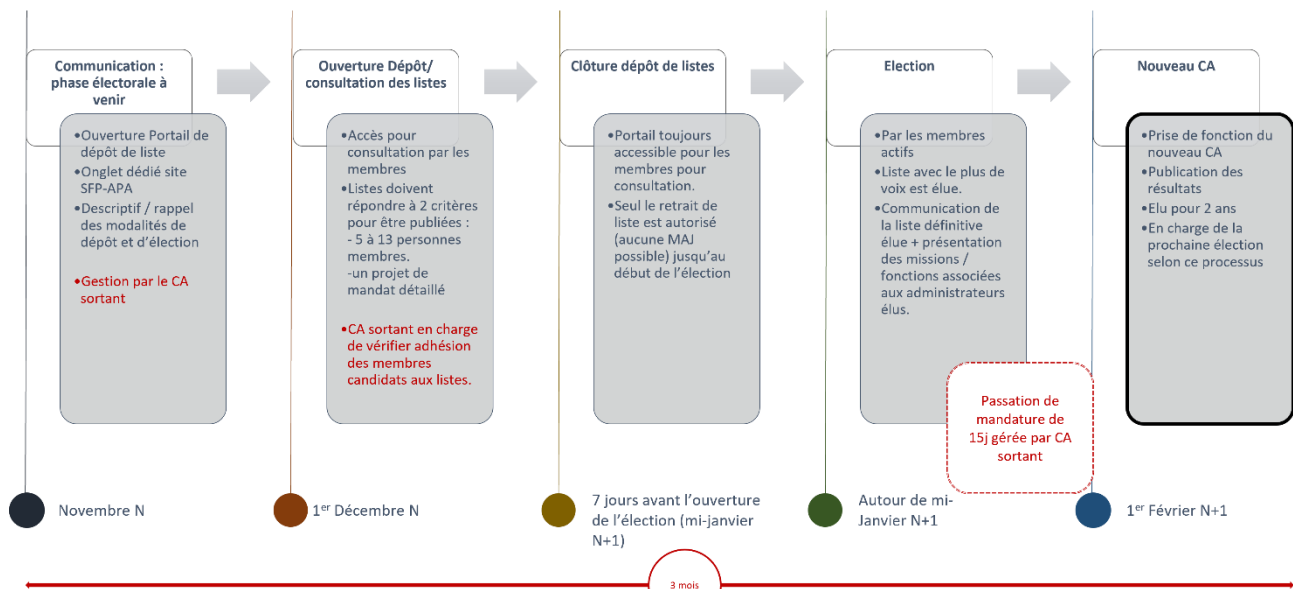 Communication :
phase électorale à
venir
•Ouverture Portail de
dépôt de liste
•Onglet dédié site
SFP-APA
•Descriptif / rappel
des modalités de
dépôt et d'élection
•Gestion par le CA
sortant
Novembre N
Ouverture Dépôt/
consultation des listes
•Accès pour
consultation par les
membres
•Listes doivent
répondre à 2 critères
pour être publiées :
- 5 à 13 personnes
membres.
-un projet de
mandat détaillé
•CA sortant en charge
de vérifier adhésion
des membres
candidats aux listes.
1er Décembre N
Clôture dépôt de listes
•Portail toujours
accessible pour les
membres pour
consultation.
•Seul le retrait de
liste est autorisé
(aucune MAJ
possible) jusqu'au
début de l'élection
7 jours avant l'ouverture
de l'élection (mi-janvier
N+1)
Election
•Par les membres
actifs
•Liste avec le plus de
voix est élue.
•Communication de
la liste définitive
élue + présentation
des missions /
fonctions associées
aux administrateurs
élus.
Autour de mi-
Janvier N+1
Passation de
mandature de
15j gérée par CA
sortant
Nouveau CA
•Prise de fonction du
nouveau CA
•Publication des
résultats
•Elu pour 2 ans
•En charge de la
prochaine élection
selon ce processus
1er Février N+1
3 mois